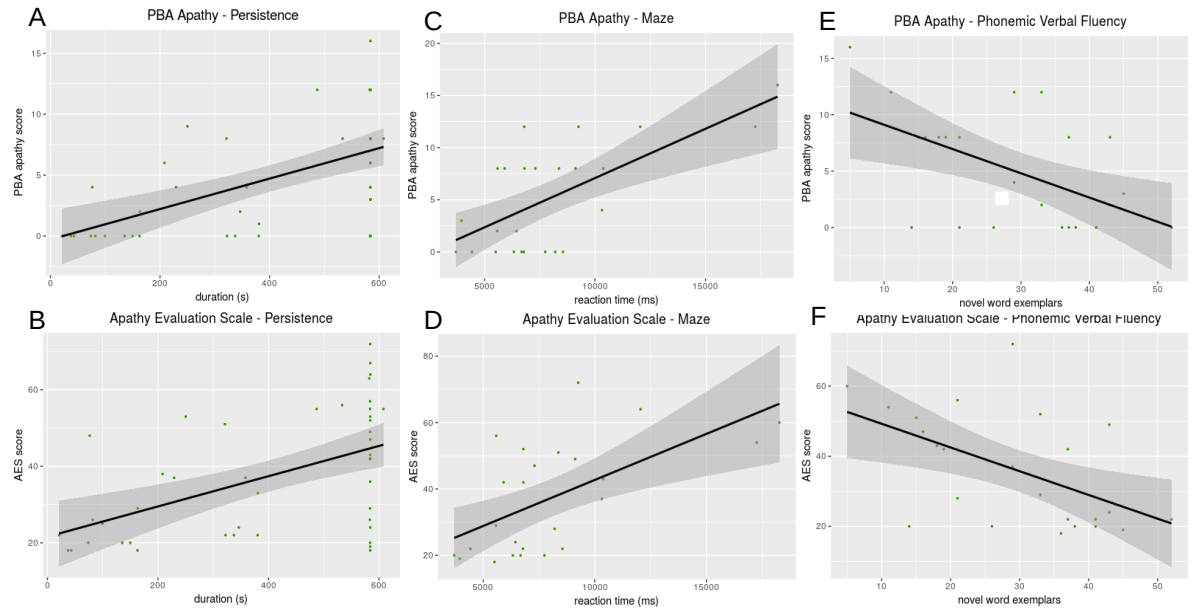 A
PBA Apathy - Persistence
PBA apathy score
15
10
5
0
0
200
400
600
duration (s)
C
PBA Apathy - Maze
PBA apathy score
20
15
10
5
0
5000
10000
15000
reaction time (ms)
E
PBA Apathy - Phonemic Verbal Fluency
PBA apathy score
15
10
5
0
10
20
30
40
50
novel word exemplars
B
Apathy Evaluation Scale - Persistence
AES score
60
40
20
0
200
400
600
duration (s)
D
Apathy Evaluation Scale - Maze
AES score
80
60
40
20
5000
10000
15000
reaction time (ms)
F
Apathy Evaluation Scale - Phonemic Verbal Fluency
AES score
60
40
20
10
20
30
40
50
novel word exemplars